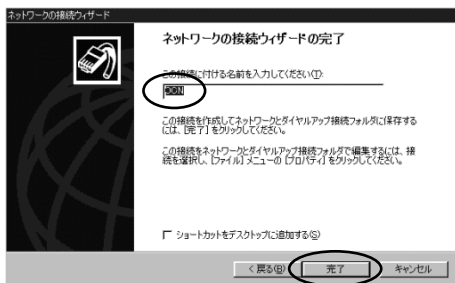 ネットワークの接続ウィザード
ネットワークの接続ウィザードの完了
この接続に付ける名前を入力してください(T):
OCN
この接続を作成してネットワークとダイヤルアップ接続フォルダに保存する
には、[完了] をクリックしてください。
この接続をネットワークとダイヤルアップ接続フォルダで編集するには、接
続を選択し、[ファイル] メニューの [プロパティ] をクリックしてください。
ショートカットをデスクトップに追加する(S)
< 戻る(B)
完了
キャンセル